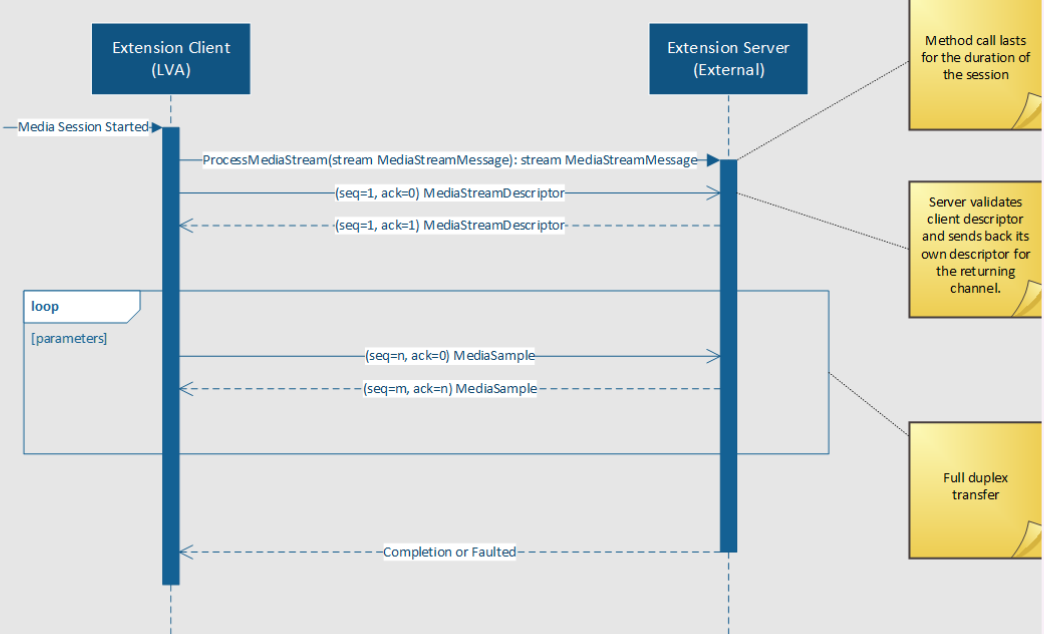 Extension Client
(LVA)
Extension Server
(External)
Method call lasts
for the duration of
the session
Media Session Started
ProcessMediaStream(stream MediaStreamMessage): stream MediaStreamMessage
(seq=1, ack=0) MediaStreamDescriptor
(seq=1, ack=1) MediaStreamDescriptor
Server validates
client descriptor
and sends back its
own descriptor for
the returning
channel.
loop
[parameters]
(seq=n, ack=0) MediaSample
(seq=m, ack=n) MediaSample
Full duplex
transfer
Completion or Faulted